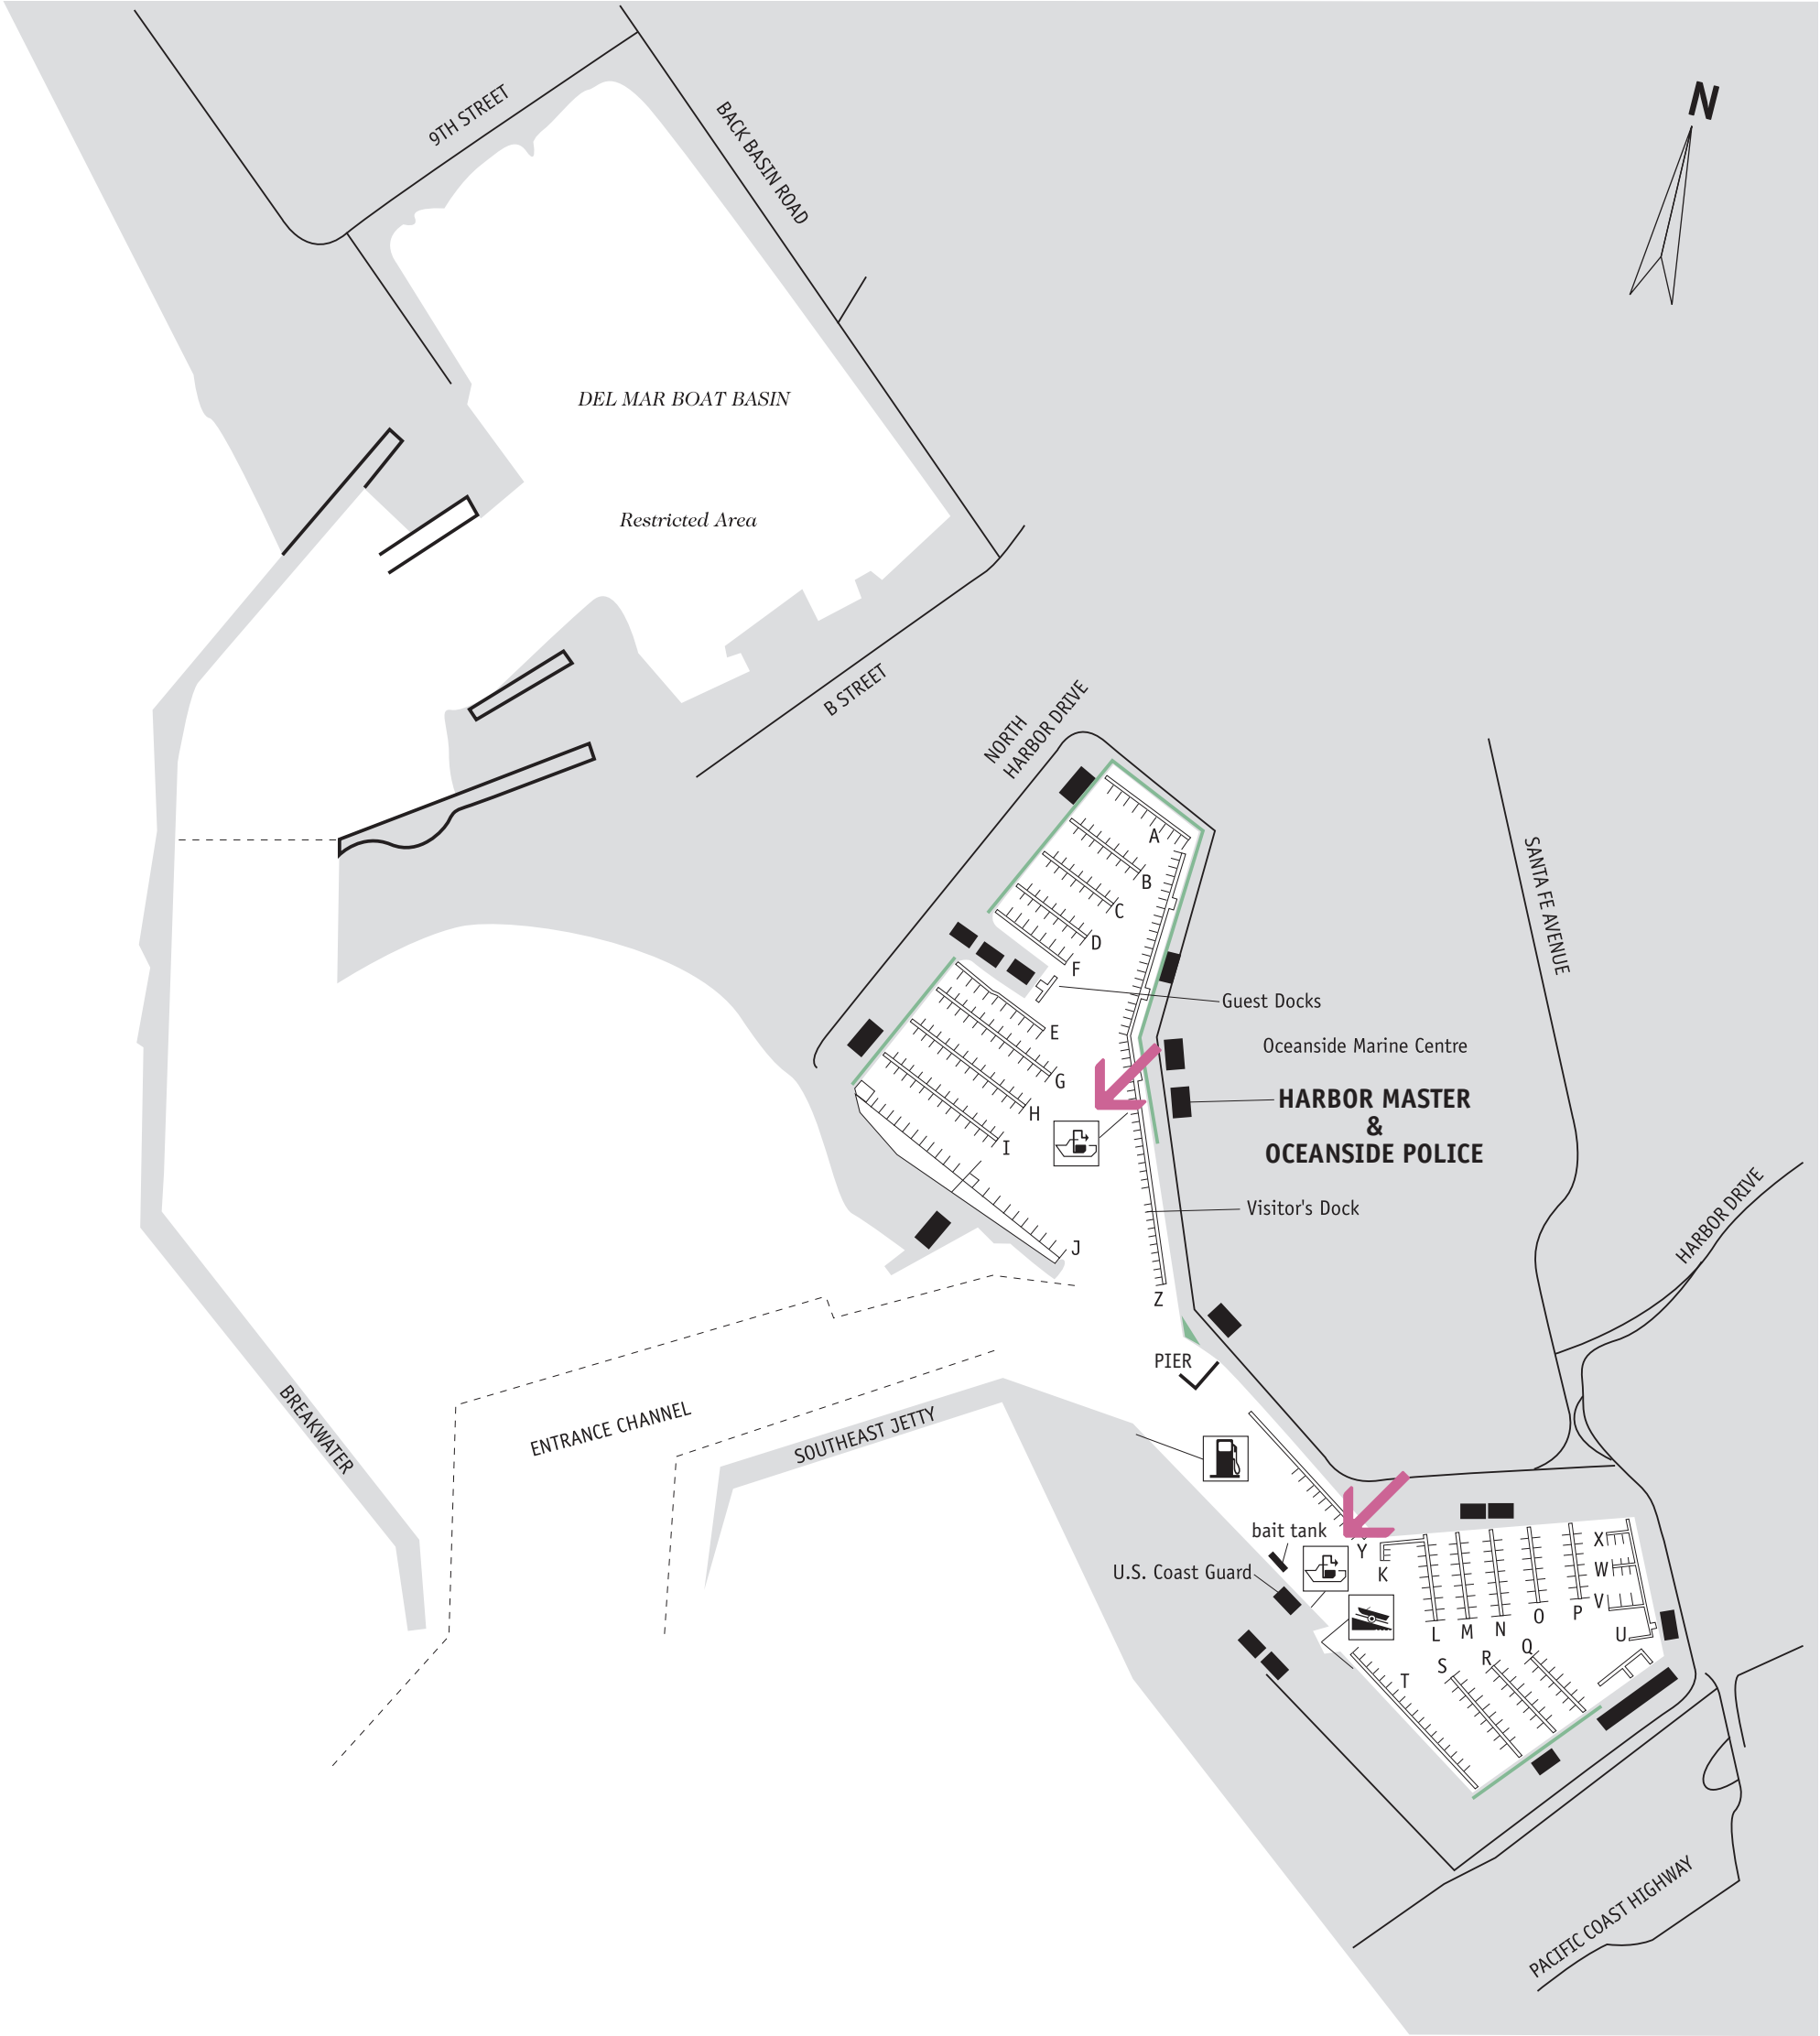 N
9TH STREET
BACK BASIN ROAD
DEL MAR BOAT BASIN
Restricted Area
B STREET
NORTH
HARBOR DRIVE
SANTA FE AVENUE
A
B
C
D
F
Guest Docks
E
Oceanside Marine Centre
G
HARBOR MASTER
&
OCEANSIDE POLICE
H
I
Visitor's Dock
J
HARBOR DRIVE
Z
PIER
BREAKWATER
ENTRANCE CHANNEL
SOUTHEAST JETTY
bait tank
Y
X
U.S. Coast Guard
K
W
V
L
M
N
O
P
U
T
S
R
Q
PACIFIC COAST HIGHWAY